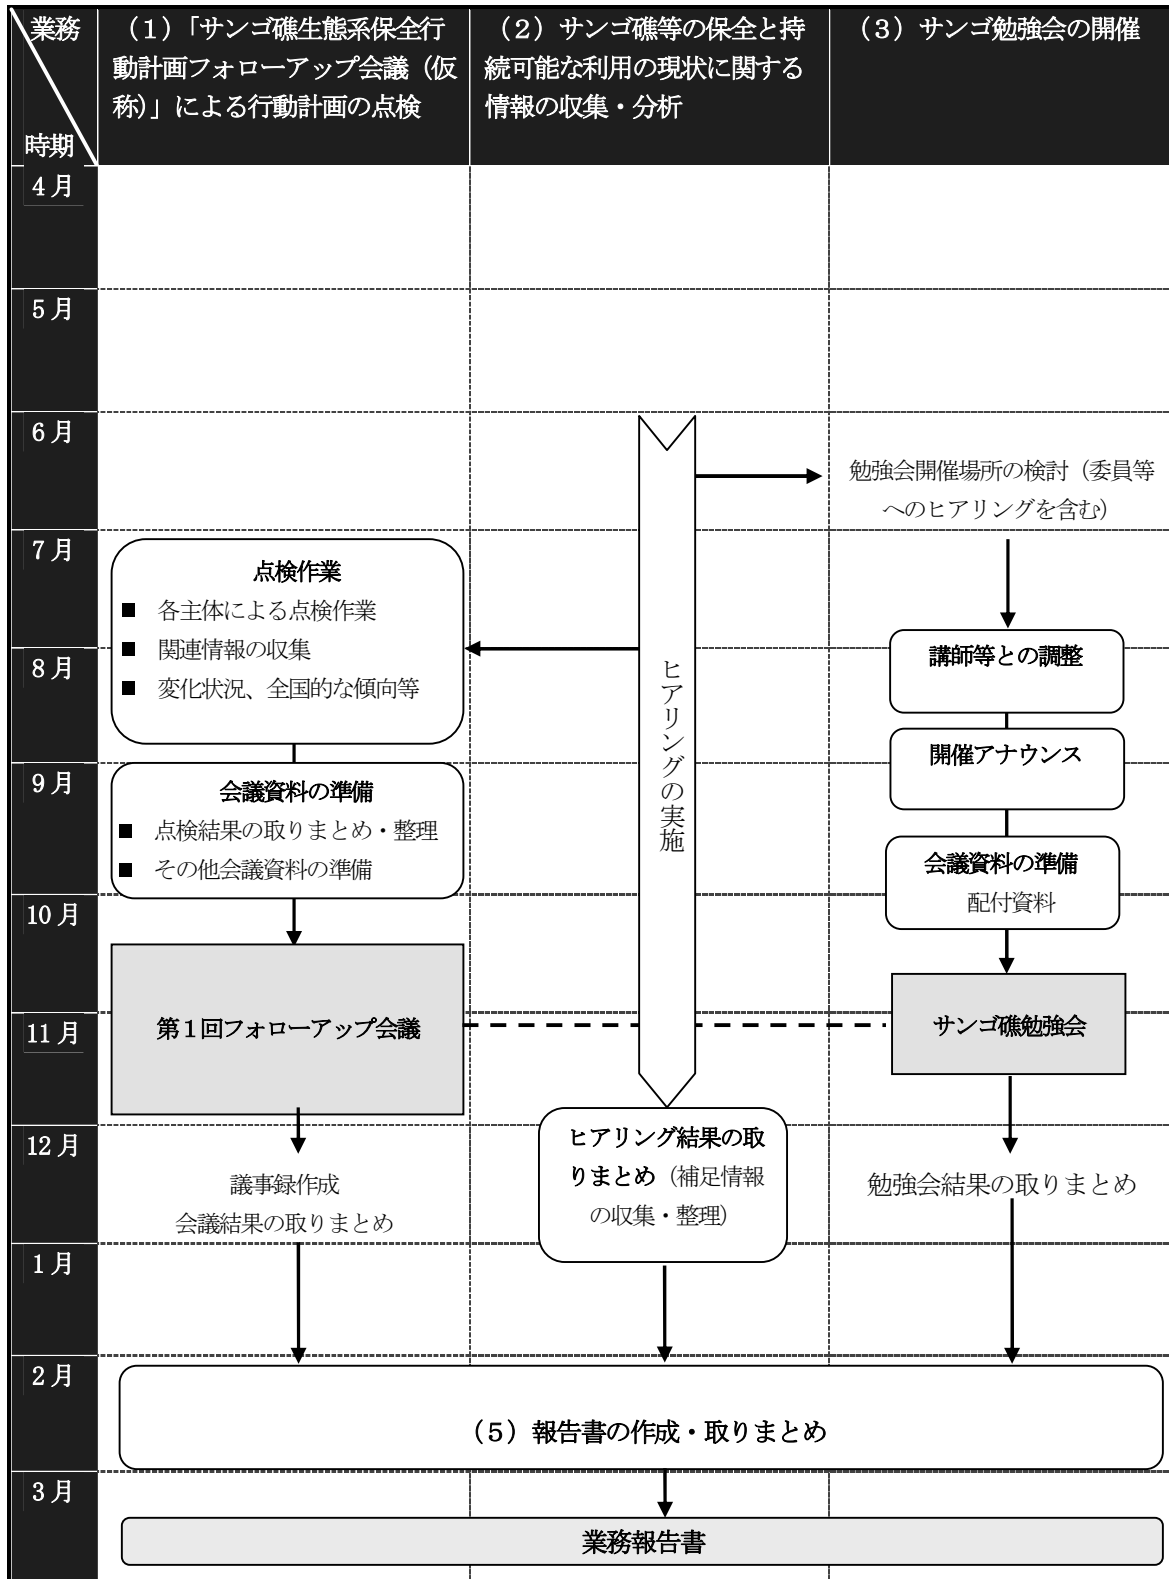 業務
時期
（１）「サンゴ礁生態系保全行
動計画フォローアップ会議（仮
称）」による行動計画の点検
（２）サンゴ礁等の保全と持
続可能な利用の現状に関する
情報の収集・分析
（３）サンゴ勉強会の開催
4月
5月
6月
勉強会開催場所の検討（委員等
へのヒアリングを含む）
7月
点検作業
■ 各主体による点検作業
■ 関連情報の収集
■ 変化状況、全国的な傾向等
ヒアリングの実施
8月
講師等との調整
開催アナウンス
9月
会議資料の準備
■ 点検結果の取りまとめ・整理
■ その他会議資料の準備
会議資料の準備
配付資料
10月
第１回フォローアップ会議
サンゴ礁勉強会
11月
12月
議事録作成
会議結果の取りまとめ
ヒアリング結果の取
りまとめ（補足情報
の収集・整理）
勉強会結果の取りまとめ
1月
2月
（５）報告書の作成・取りまとめ
3月
業務報告書